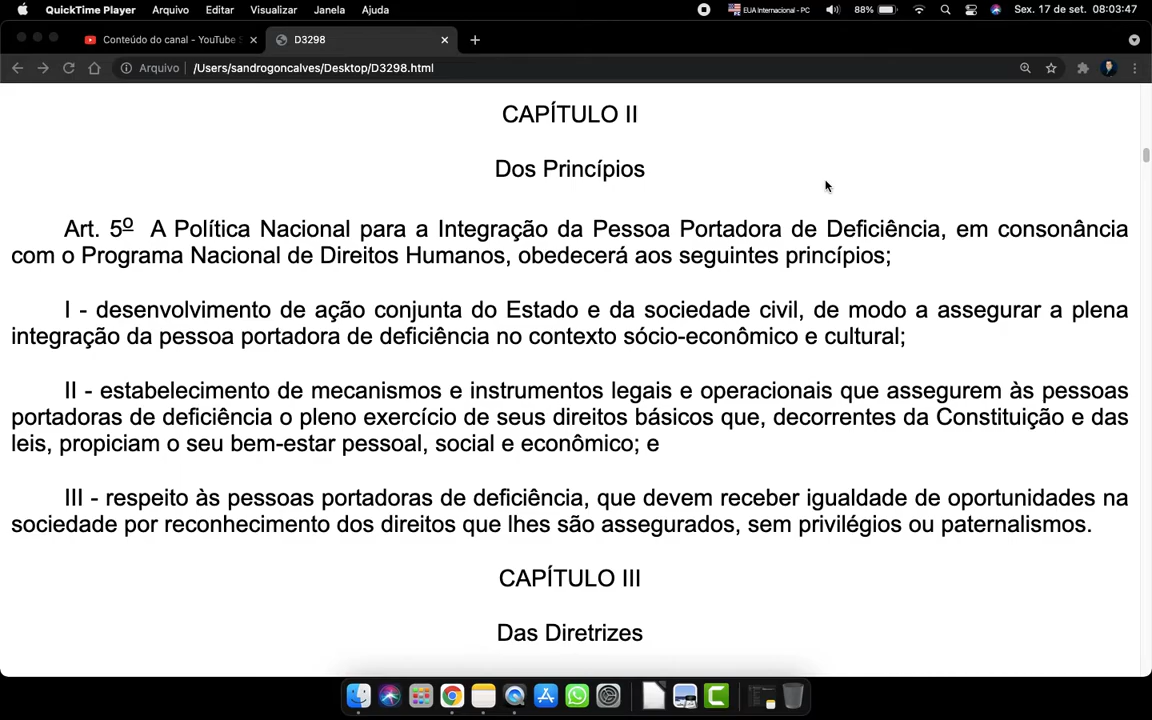 QuickTime Player Arquivo Editar Visualizar Janela Ajuda EUA Internacional - PC 88% Sex. 17 de set. 08:03:47
Conteúdo do canal - YouTube D3298
Arquivo /Users/sandrogoncalves/Desktop/D3298.html
CAPÍTULO II
Dos Princípios
Art. 5º A Política Nacional para a Integração da Pessoa Portadora de Deficiência, em consonância
com o Programa Nacional de Direitos Humanos, obedecerá aos seguintes princípios;
I - desenvolvimento de ação conjunta do Estado e da sociedade civil, de modo a assegurar a plena
integração da pessoa portadora de deficiência no contexto sócio-econômico e cultural;
II - estabelecimento de mecanismos e instrumentos legais e operacionais que assegurem às pessoas
portadoras de deficiência o pleno exercício de seus direitos básicos que, decorrentes da Constituição e das
leis, propiciam o seu bem-estar pessoal, social e econômico; e
III - respeito às pessoas portadoras de deficiência, que devem receber igualdade de oportunidades na
sociedade por reconhecimento dos direitos que lhes são assegurados, sem privilégios ou paternalismos.
CAPÍTULO III
Das Diretrizes